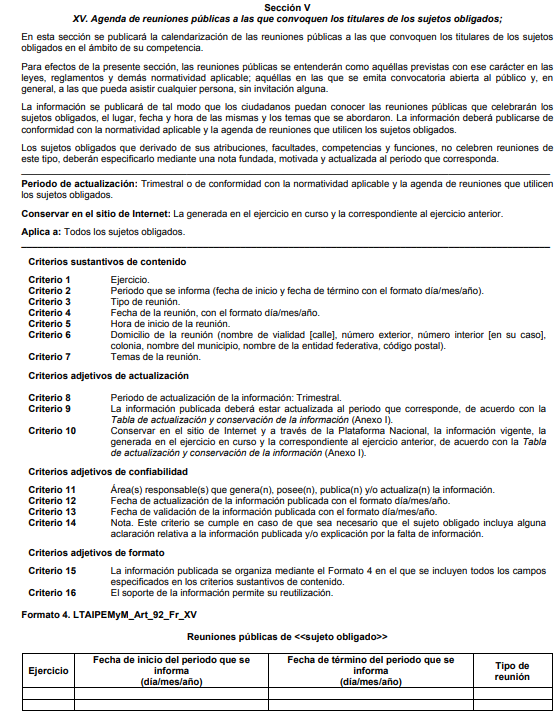 Sección V
XV. Agenda de reuniones públicas a las que convoquen los titulares de los sujetos obligados;
En esta sección se publicará la calendarización de las reuniones públicas a las que convoquen los titulares de los sujetos
obligados en el ámbito de su competencia.
Para efectos de la presente sección, las reuniones públicas se entenderán como aquéllas previstas con ese carácter en las
leyes, reglamentos y demás normatividad aplicable; aquéllas en las que se emita convocatoria abierta al público y, en
general, a las que pueda asistir cualquier persona, sin invitación alguna.
La información se publicará de tal modo que los ciudadanos puedan conocer las reuniones públicas que celebrarán los
sujetos obligados, el lugar, fecha y hora de las mismas y los temas que se abordaron. La información deberá publicarse de
conformidad con la normatividad aplicable y la agenda de reuniones que utilicen los sujetos obligados.
Los sujetos obligados que derivado de sus atribuciones, facultades, competencias y funciones, no celebren reuniones de
este tipo, deberán especificarlo mediante una nota fundada, motivada y actualizada al periodo que corresponda.
Periodo de actualización: Trimestral o de conformidad con la normatividad aplicable y la agenda de reuniones que utilicen
los sujetos obligados.
Conservar en el sitio de Internet: La generada en el ejercicio en curso y la correspondiente al ejercicio anterior.
Aplica a: Todos los sujetos obligados.
Criterios sustantivos de contenido
Criterio 1 Ejercicio.
Criterio 2 Periodo que se informa (fecha de inicio y fecha de término con el formato día/mes/año).
Criterio 3 Tipo de reunión.
Criterio 4 Fecha de la reunión, con el formato día/mes/año.
Criterio 5 Hora de inicio de la reunión.
Criterio 6 Domicilio de la reunión (nombre de vialidad [calle], número exterior, número interior [en su caso],
colonia, nombre del municipio, nombre de la entidad federativa, código postal).
Criterio 7 Temas de la reunión.
Criterios adjetivos de actualización
Criterio 8 Periodo de actualización de la información: Trimestral.
Criterio 9 La información publicada deberá estar actualizada al periodo que corresponde, de acuerdo con la
Tabla de actualización y conservación de la información (Anexo I).
Criterio 10 Conservar en el sitio de Internet y a través de la Plataforma Nacional, la información vigente, la
generada en el ejercicio en curso y la correspondiente al ejercicio anterior, de acuerdo con la Tabla
de actualización y conservación de la información (Anexo I).
Criterios adjetivos de confiabilidad
Criterio 11 Área(s) responsable(s) que genera(n), posee(n), publica(n) y/o actualiza(n) la información.
Criterio 12 Fecha de actualización de la información publicada con el formato día/mes/año.
Criterio 13 Fecha de validación de la información publicada con el formato día/mes/año.
Criterio 14 Nota. Este criterio se cumple en caso de que sea necesario que el sujeto obligado incluya alguna
aclaración relativa a la información publicada y/o explicación por la falta de información.
Criterios adjetivos de formato
Criterio 15 La información publicada se organiza mediante el Formato 4 en el que se incluyen todos los campos
especificados en los criterios sustantivos de contenido.
Criterio 16 El soporte de la información permite su reutilización.
Formato 4. LTAIPEMyM_Art_92_Fr_XV
Reuniones públicas de <<sujeto obligado>>
Ejercicio
Fecha de inicio del periodo que se
informa
(día/mes/año)
Fecha de término del periodo que se
informa
(día/mes/año)
Tipo de
reunión